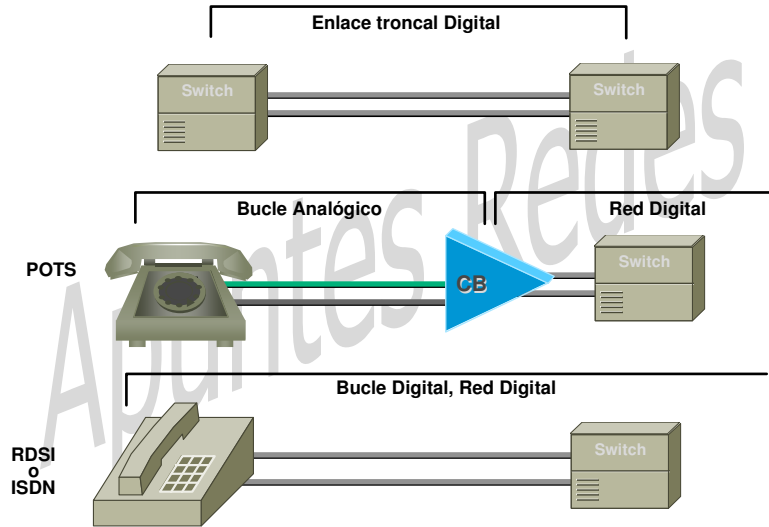 Enlace troncal Digital
Switch
Switch
Bucle Analógico
Red Digital
POTS
CB
Switch
Bucle Digital, Red Digital
RDSI
o
ISDN
Switch
Apuntes Redes